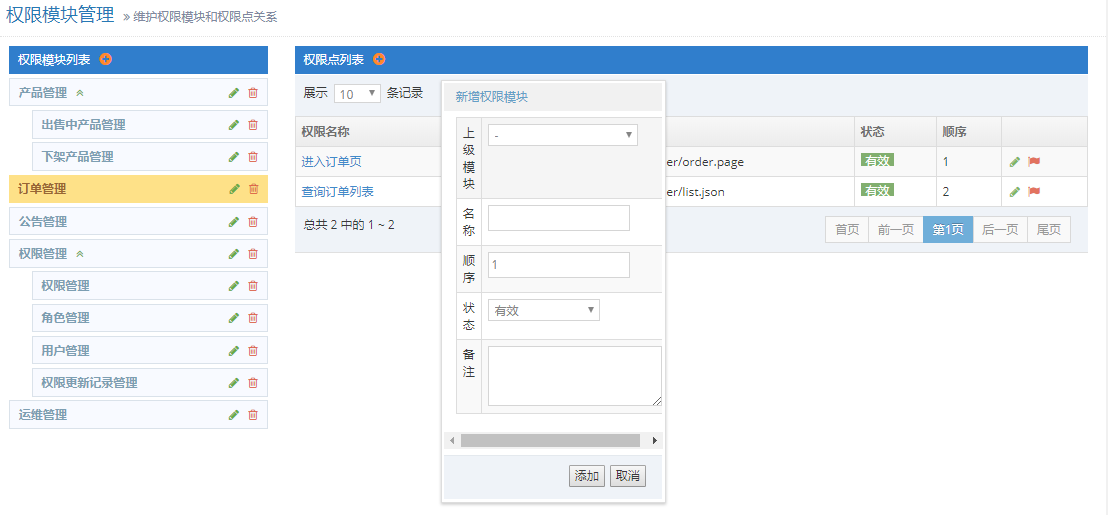 权限模块管理 » 维护权限模块和权限点关系
权限模块列表
产品管理
出售中产品管理
下架产品管理
订单管理
公告管理
权限管理
权限管理
角色管理
用户管理
权限更新记录管理
运维管理
权限点列表
展示 10 条记录
权限名称 状态 顺序
进入订单页 er/order.page 有效 1
查询订单列表 er/list.json 有效 2
总共 2 中的 1 ~ 2
首页 前一页 第1页 后一页 尾页
新增权限模块
上级模块 -
名称
顺序 1
状态 有效
备注
添加 取消